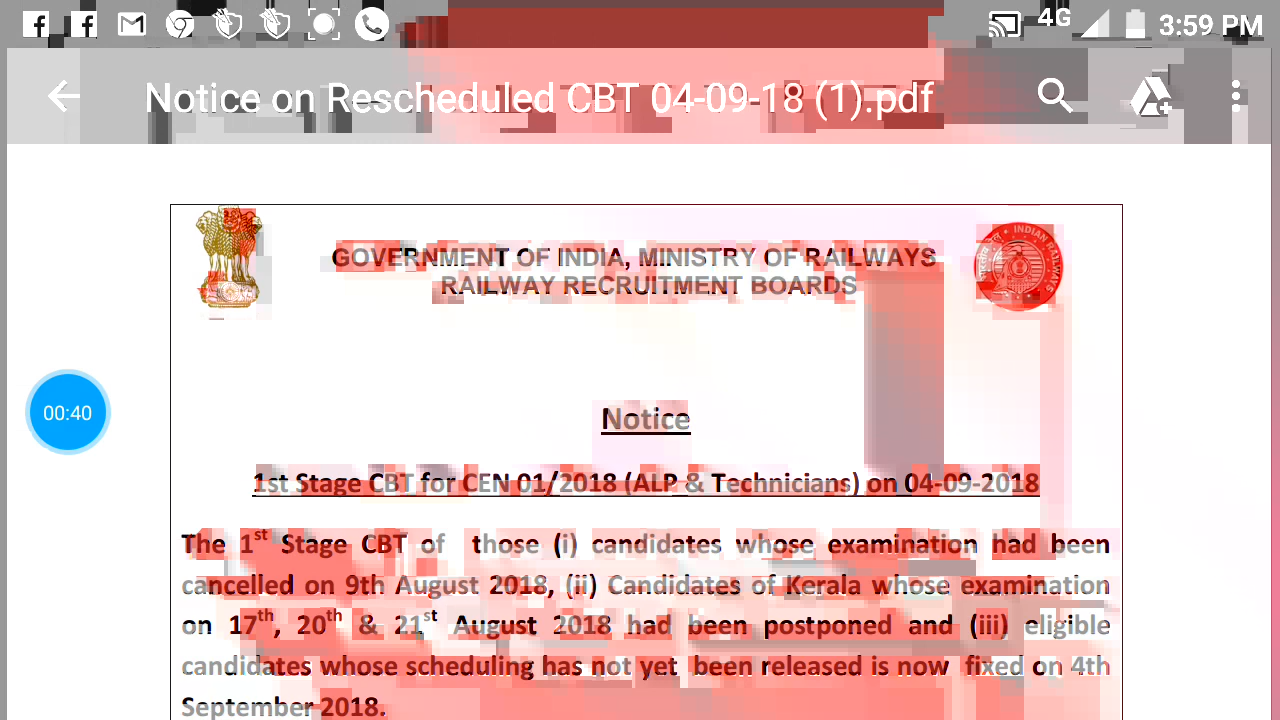 4G 3:59 PM
Notice on Rescheduled CBT 04-09-18 (1).pdf
GOVERNMENT OF INDIA, MINISTRY OF RAILWAYS
RAILWAY RECRUITMENT BOARDS
INDIAN RAILWAYS
00:40
Notice
1st Stage CBT for CEN 01/2018 (ALP & Technicians) on 04-09-2018
The 1st Stage CBT of those (i) candidates whose examination had been
cancelled on 9th August 2018, (ii) Candidates of Kerala whose examination
on 17th, 20th & 21st August 2018 had been postponed and (iii) eligible
candidates whose scheduling has not yet been released is now fixed on 4th
September 2018.